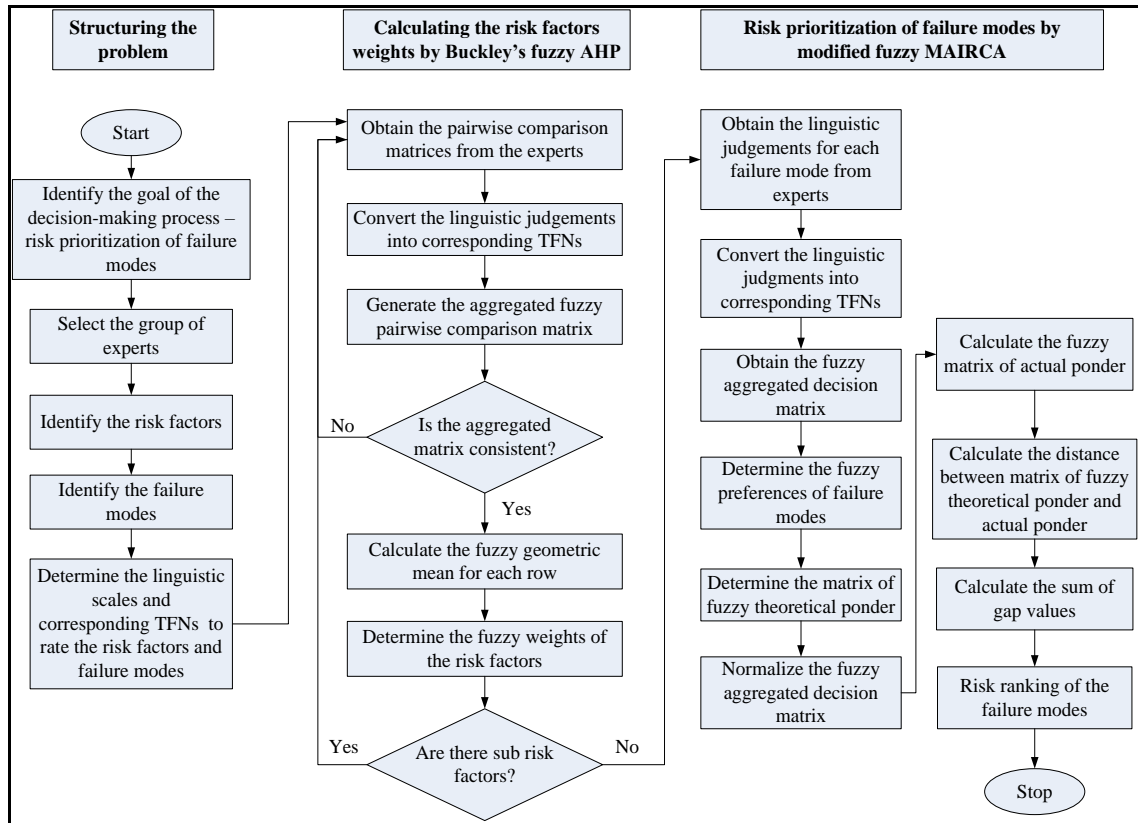 Structuring the
problem
Calculating the risk factors
weights by Buckley's fuzzy AHP
Risk prioritization of failure modes by
modified fuzzy MAIRCA
Start
Identify the goal of the
decision-making process –
risk prioritization of failure
modes
Select the group of
experts
Identify the risk factors
Identify the failure
modes
Determine the linguistic
scales and
corresponding TFNs to
rate the risk factors and
failure modes
Obtain the pairwise comparison
matrices from the experts
Convert the linguistic judgements
into corresponding TFNs
Generate the aggregated fuzzy
pairwise comparison matrix
No
Is the aggregated
matrix consistent?
Yes
Calculate the fuzzy geometric
mean for each row
Determine the fuzzy weights of
the risk factors
Yes
Are there sub risk
factors?
No
Obtain the linguistic
judgements for each
failure mode from
experts
Convert the linguistic
judgments into
corresponding TFNs
Obtain the fuzzy
aggregated decision
matrix
Determine the fuzzy
preferences of failure
modes
Determine the matrix of
fuzzy theoretical ponder
Normalize the fuzzy
aggregated decision
matrix
Calculate the fuzzy
matrix of actual ponder
Calculate the distance
between matrix of fuzzy
theoretical ponder and
actual ponder
Calculate the sum of
gap values
Risk ranking of the
failure modes
Stop